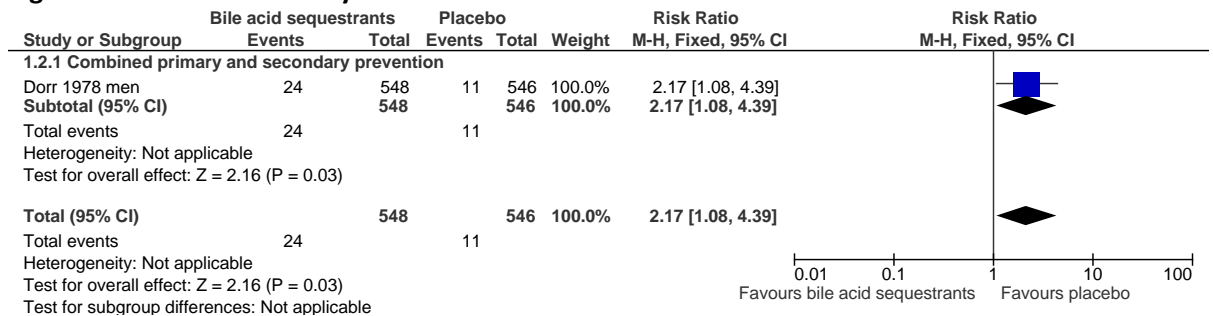 Bile acid sequestrants Placebo Risk Ratio Risk Ratio
Study or Subgroup Events Total Events Total Weight M-H, Fixed, 95% CI M-H, Fixed, 95% CI
1.2.1 Combined primary and secondary prevention
Dorr 1978 men 24 548 11 546 100.0% 2.17 [1.08, 4.39]
Subtotal (95% CI) 548 546 100.0% 2.17 [1.08, 4.39]
Total events 24 11
Heterogeneity: Not applicable
Test for overall effect: Z = 2.16 (P = 0.03)
Total (95% CI) 548 546 100.0% 2.17 [1.08, 4.39]
Total events 24 11
Heterogeneity: Not applicable
Test for overall effect: Z = 2.16 (P = 0.03)
Test for subgroup differences: Not applicable
0.01 0.1 1 10 100
Favours bile acid sequestrants Favours placebo